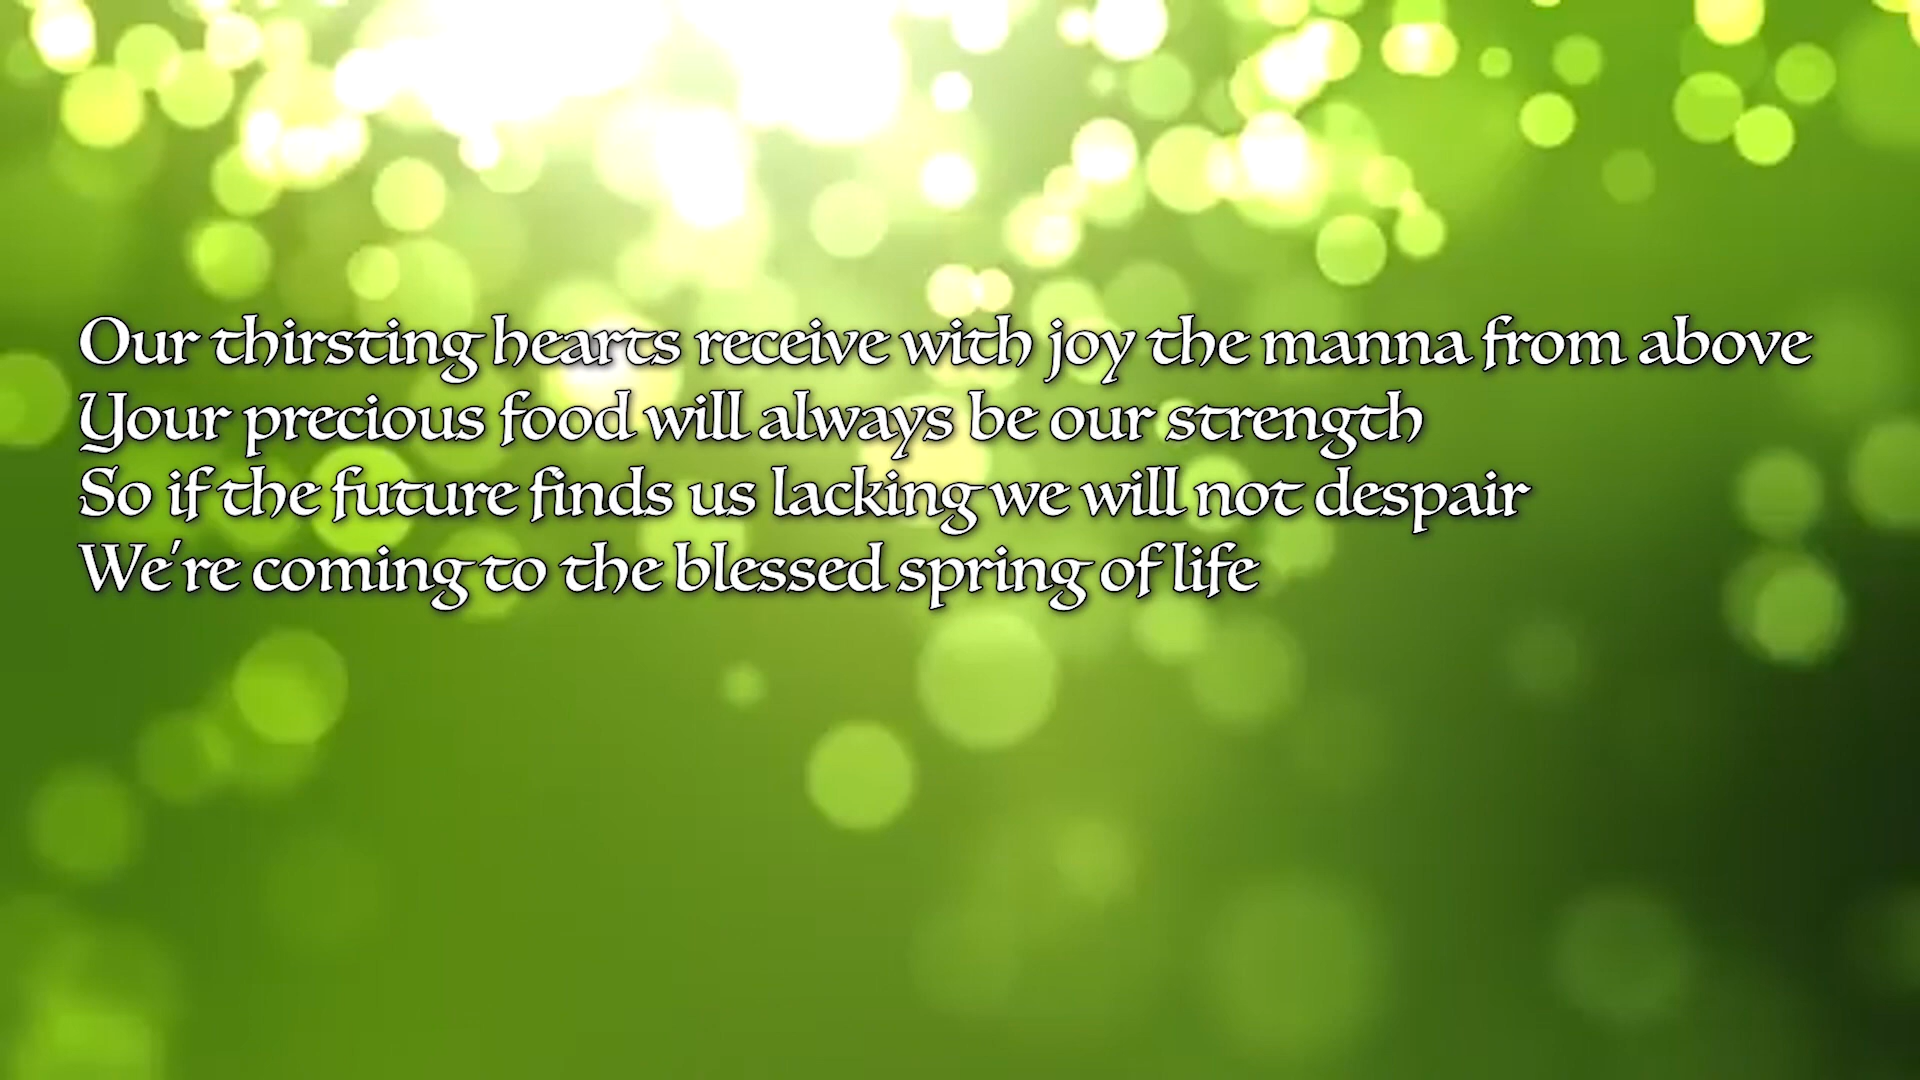 Our thirsting hearts receive with joy the manna from above
Your precious food will always be our strength
So if the future finds us lacking we will not despair
We're coming to the blessed spring of life